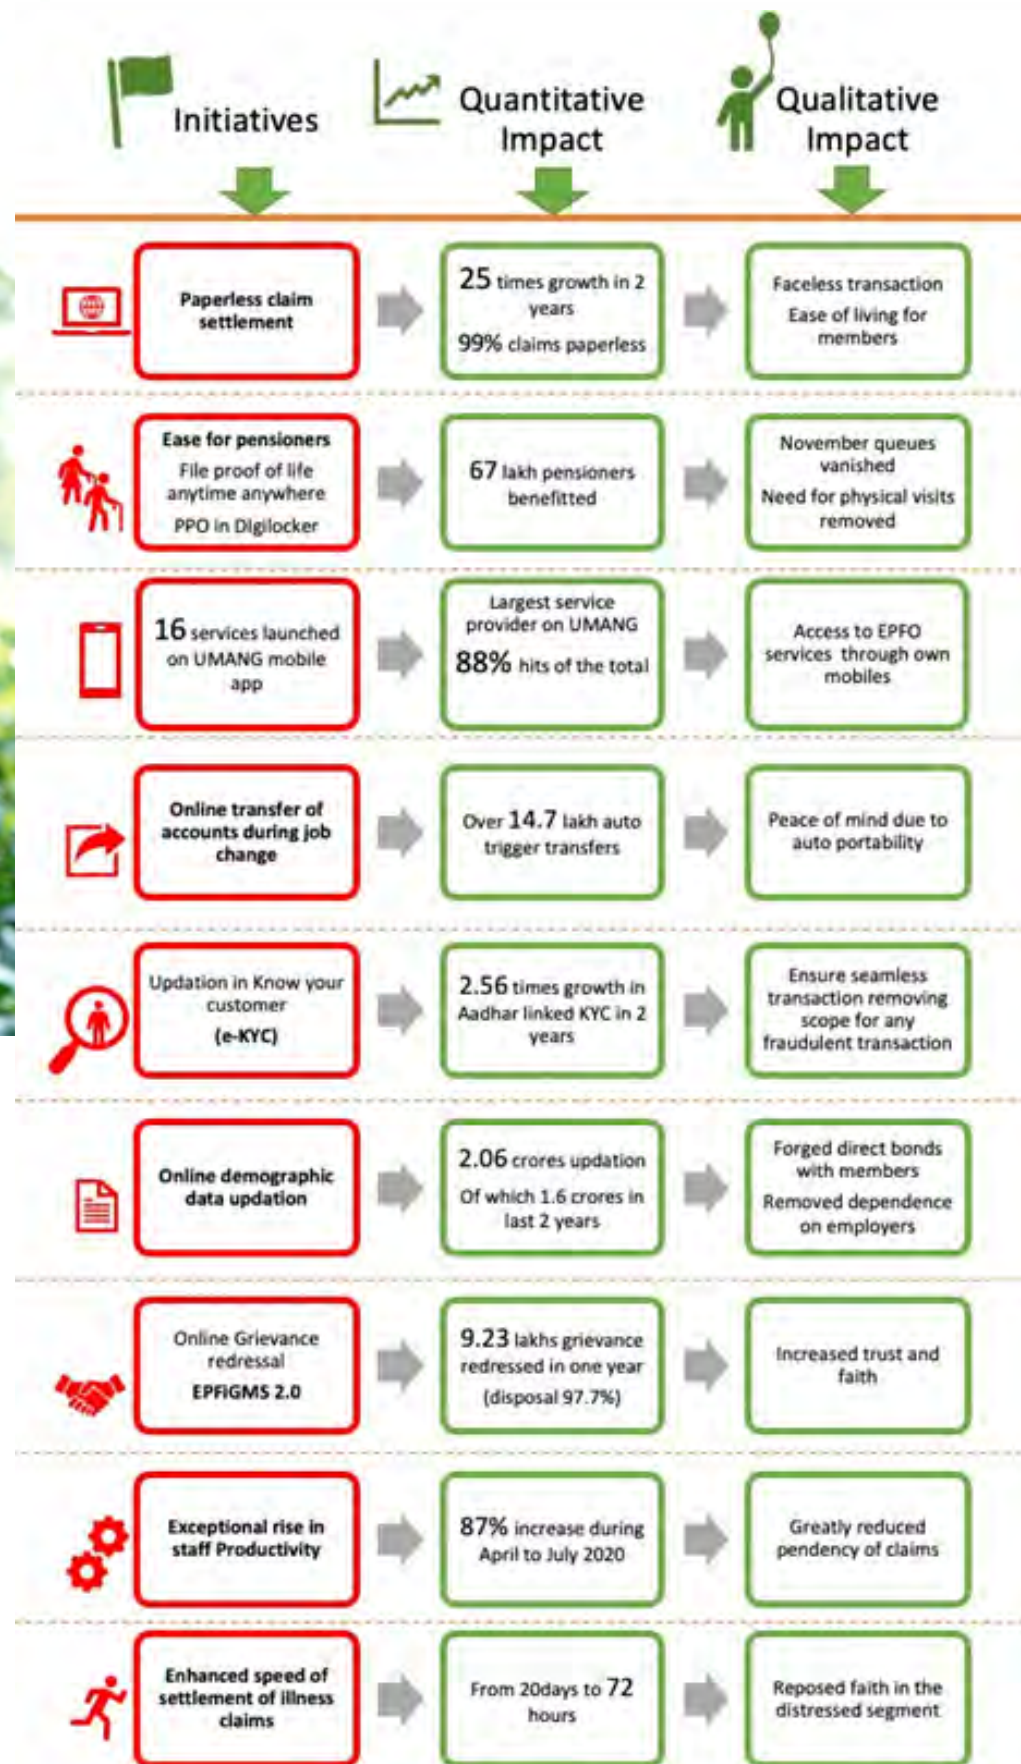 Initiatives
Quantitative
Impact
Qualitative
Impact
Paperless claim
settlement
25 times growth in 2
years
99% claims paperless
Faceless transaction
Ease of living for
members
Ease for pensioners
File proof of life
anytime anywhere
PPO in Digilocker
67 lakh pensioners
benefitted
November queues
vanished
Need for physical visits
removed
16 services launched
on UMANG mobile
app
Largest service
provider on UMANG
88% hits of the total
Access to EPFO
services through own
mobiles
Online transfer of
accounts during job
change
Over 14.7 lakh auto
trigger transfers
Peace of mind due to
auto portability
Updation in Know your
customer
(e-KYC)
2.56 times growth in
Aadhar linked KYC in 2
years
Ensure seamless
transaction removing
scope for any
fraudulent transaction
Online demographic
data updation
2.06 crores updation
Of which 1.6 crores in
last 2 years
Forged direct bonds
with members
Removed dependence
on employers
Online Grievance
redressal
EPFiGMS 2.0
9.23 lakhs grievance
redressed in one year
(disposal 97.7%)
Increased trust and
faith
Exceptional rise in
staff Productivity
87% increase during
April to July 2020
Greatly reduced
pendency of claims
Enhanced speed of
settlement of illness
claims
From 20days to 72
hours
Reposed faith in the
distressed segment